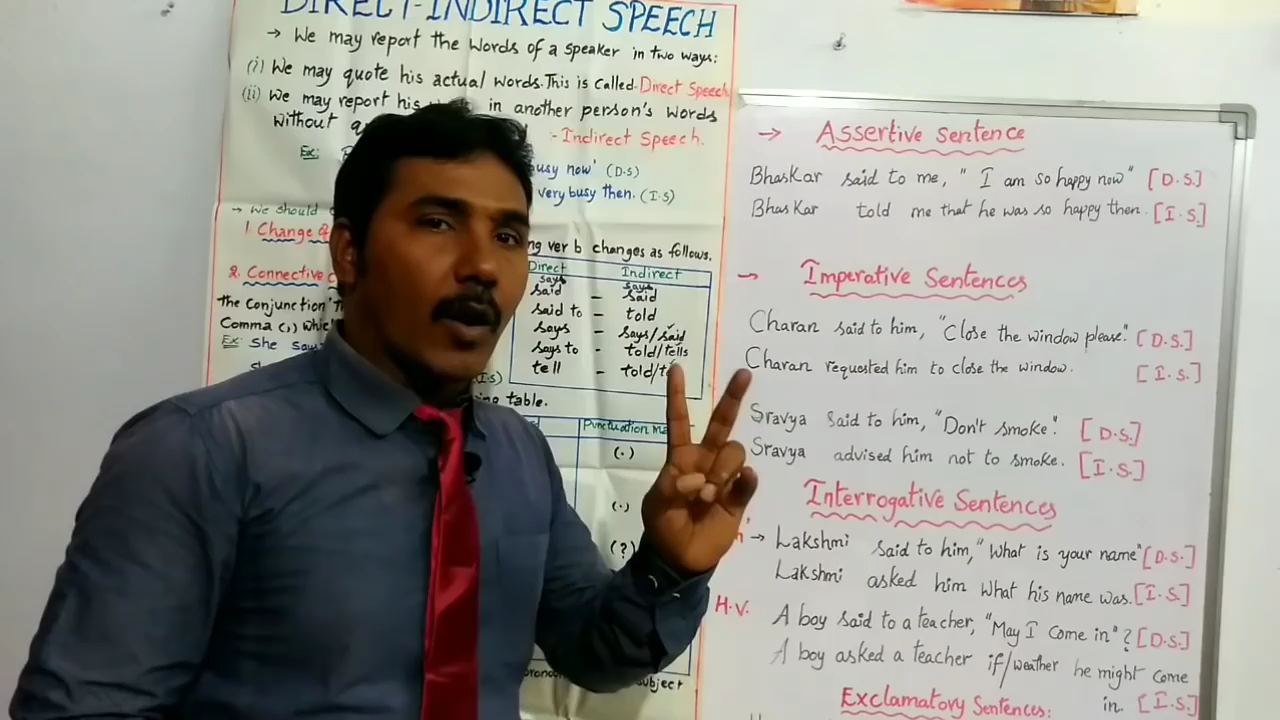 DIRECT-INDIRECT SPEECH
→ We may report the words of a speaker in two ways:
(i) We may quote his actual words. This is called Direct Speech
(ii) We may report his in another person's words
without
- Indirect Speech.
Ex:
busy now' (D.S)
very busy then. (I.S)
→ We should
1. Change of
ng verb changes as follows.
2. Connective
the Conjunction
Comma (,)
Ex: She
(I.S)
Direct Indirect
says says
said - said
said to - told
says - says/said
says to - told/tells
tell - told/
table.
Punctuation
(.)
(.)
(?)
subject
→ Assertive Sentence
Bhaskar said to me, "I am so happy now" [D.S.]
Bhaskar told me that he was so happy then. [I.S.]
→ Imperative Sentences
Charan said to him, "Close the window please". [D.S.]
Charan requested him to close the window. [I.S.]
Sravya said to him, "Don't smoke". [D.S.]
Sravya advised him not to smoke. [I.S.]
Interrogative Sentences
→ Lakshmi said to him, "What is your name" [D.S.]
Lakshmi asked him what his name was. [I.S.]
H.V. A boy said to a teacher, "May I come in"? [D.S.]
A boy asked a teacher if/weather he might come
in. [I.S.]
Exclamatory Sentences: